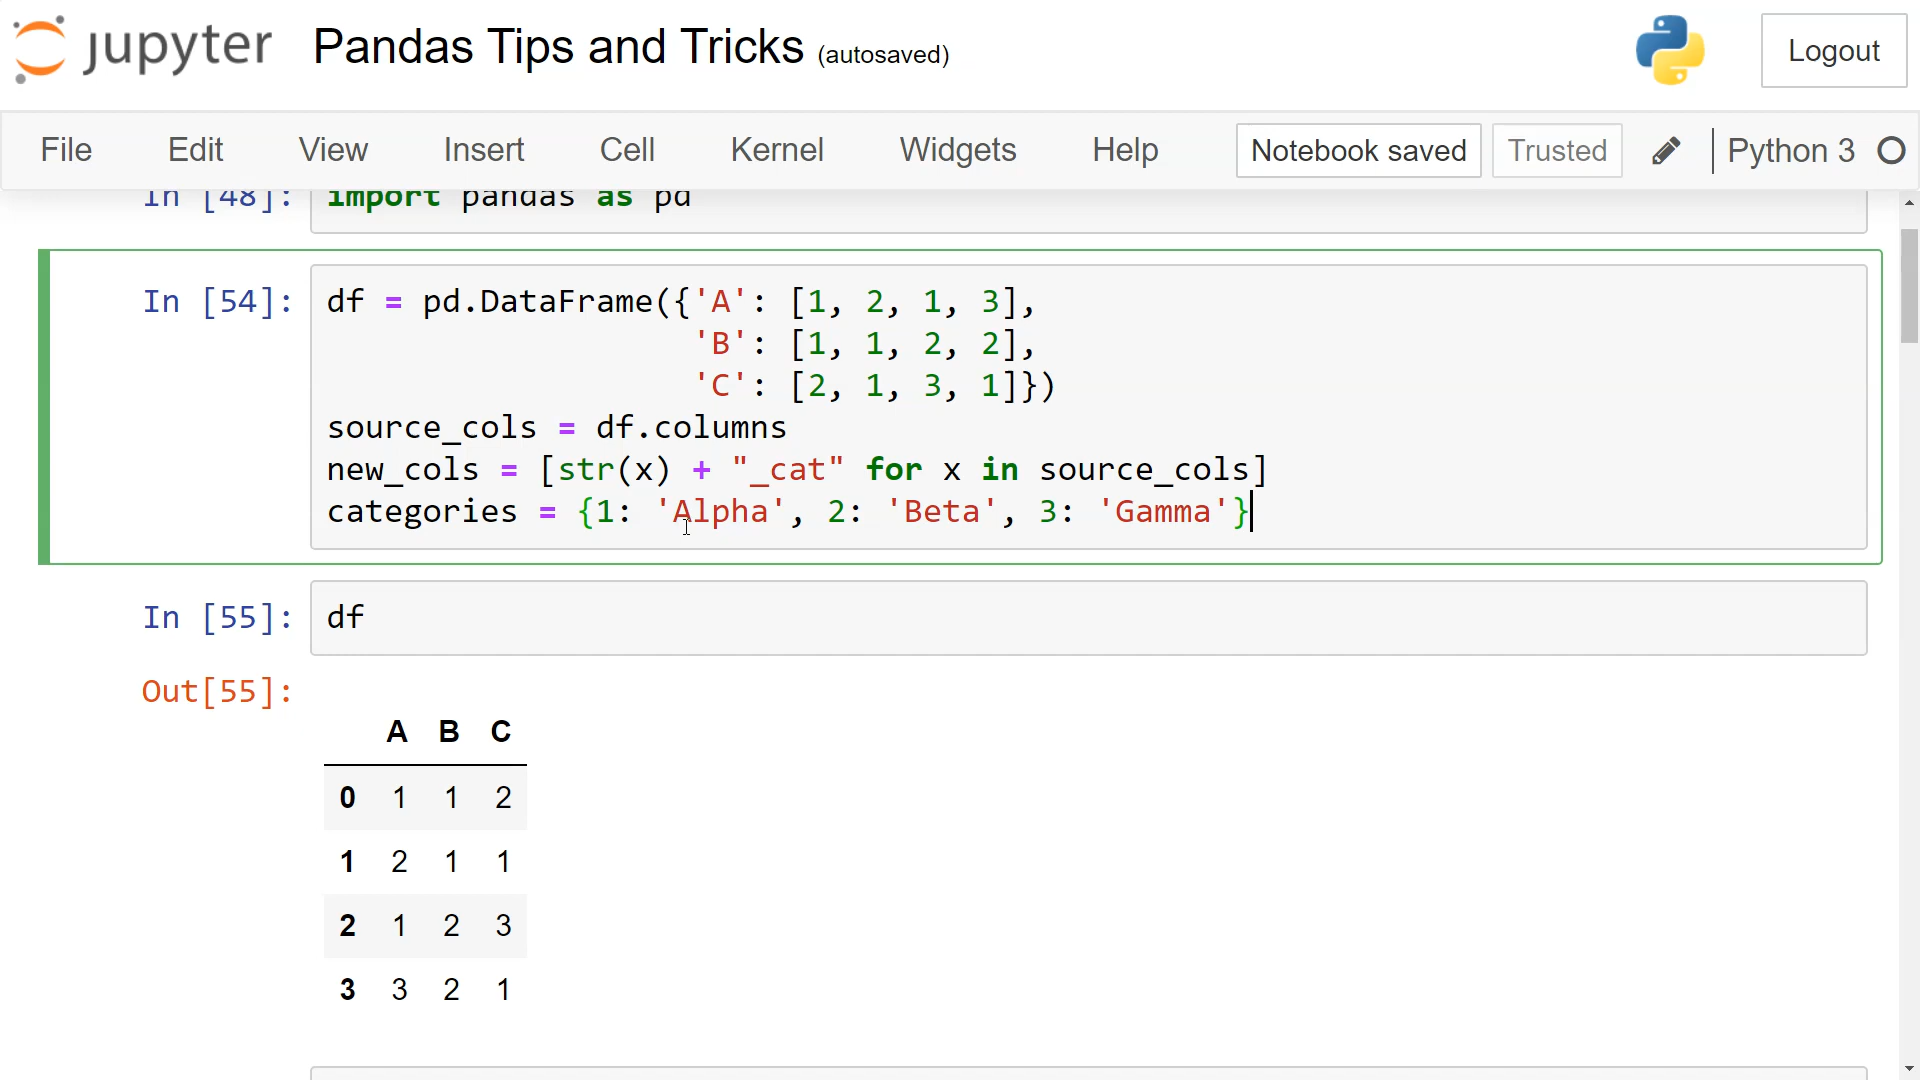 jupyter Pandas Tips and Tricks (autosaved) Logout
File Edit View Insert Cell Kernel Widgets Help Notebook saved Trusted Python 3
In [48]: import pandas as pd
In [54]: df = pd.DataFrame({'A': [1, 2, 1, 3],
'B': [1, 1, 2, 2],
'C': [2, 1, 3, 1]})
source_cols = df.columns
new_cols = [str(x) + "_cat" for x in source_cols]
categories = {1: 'Alpha', 2: 'Beta', 3: 'Gamma'}
In [55]: df
Out[55]:
A B C
0 1 1 2
1 2 1 1
2 1 2 3
3 3 2 1